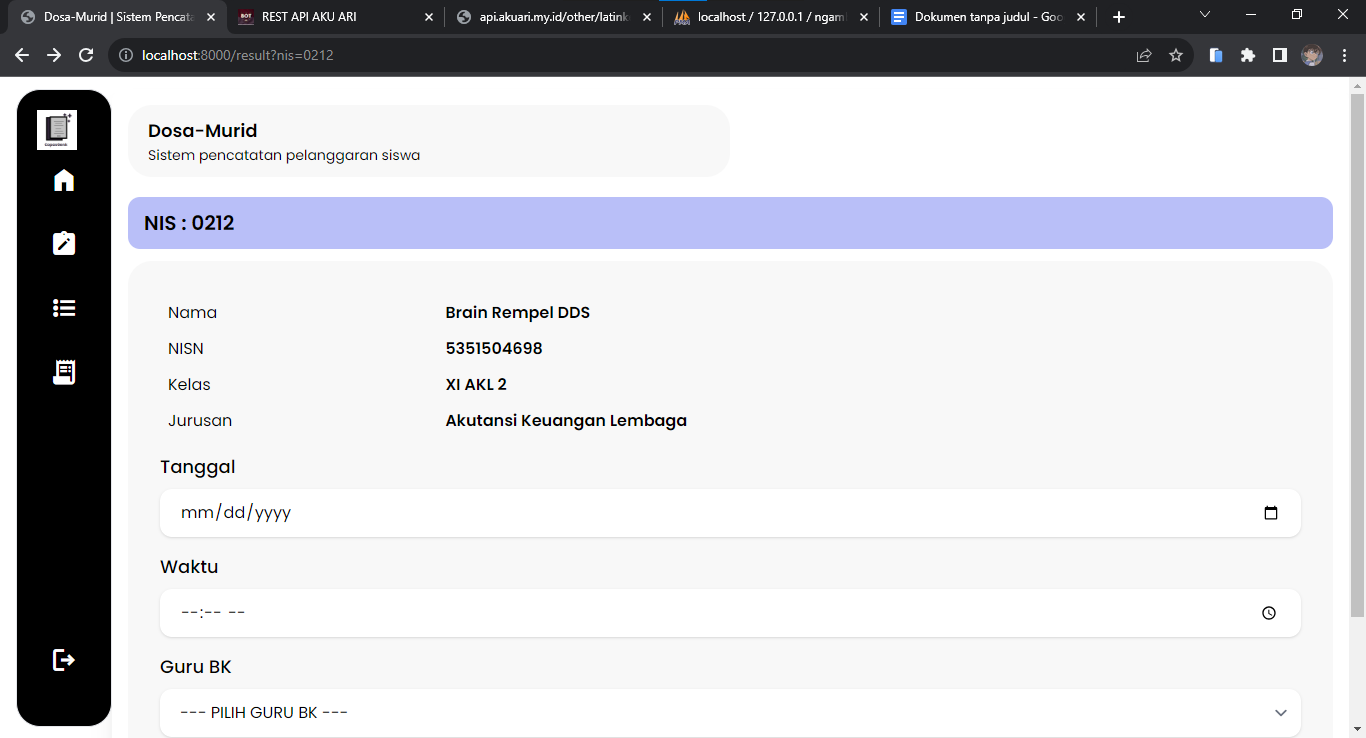 Dosa-Murid | Sistem Pencata
REST API AKU ARI
api.akuari.my.id/other/latink
localhost / 127.0.0.1 / ngam
Dokumen tanpa judul - Goo
localhost:8000/result?nis=0212
Dosa-Murid
Sistem pencatatan pelanggaran siswa
NIS : 0212
Nama Brain Rempel DDS
NISN 5351504698
Kelas XI AKL 2
Jurusan Akutansi Keuangan Lembaga
Tanggal
mm/dd/yyyy
Waktu
--:-- --
Guru BK
--- PILIH GURU BK ---